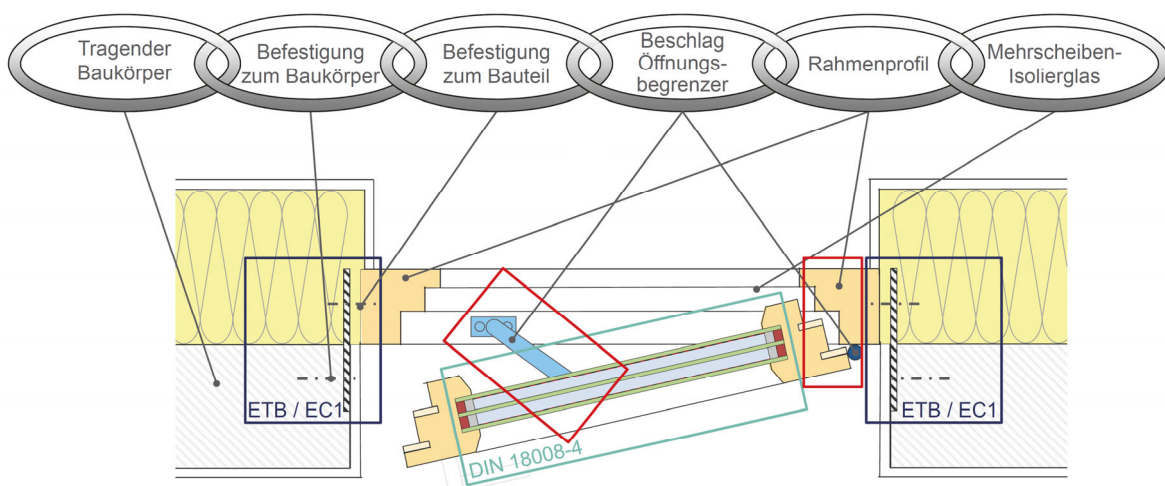 Tragender
Baukörper
Befestigung
zum Baukörper
Befestigung
zum Bauteil
Beschlag
Öffnungs-
begrenzer
Rahmenprofil
Mehrscheiben-
Isolierglas
ETB / EC1
ETB / EC1
DIN 18008-4